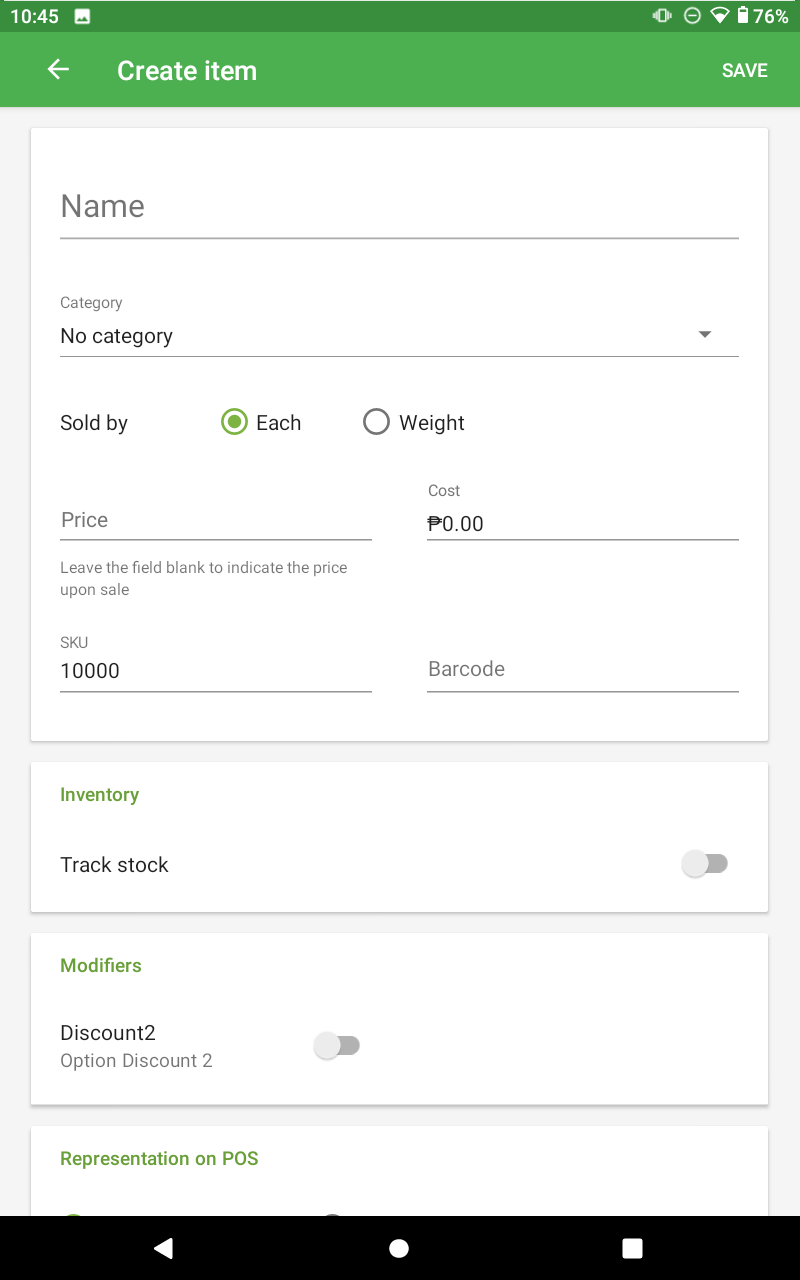 10:45
76%
Create item
SAVE
Name
Category
No category
Sold by
Each
Weight
Price
Cost
₱0.00
Leave the field blank to indicate the price
upon sale
SKU
10000
Barcode
Inventory
Track stock
Modifiers
Discount2
Option Discount 2
Representation on POS